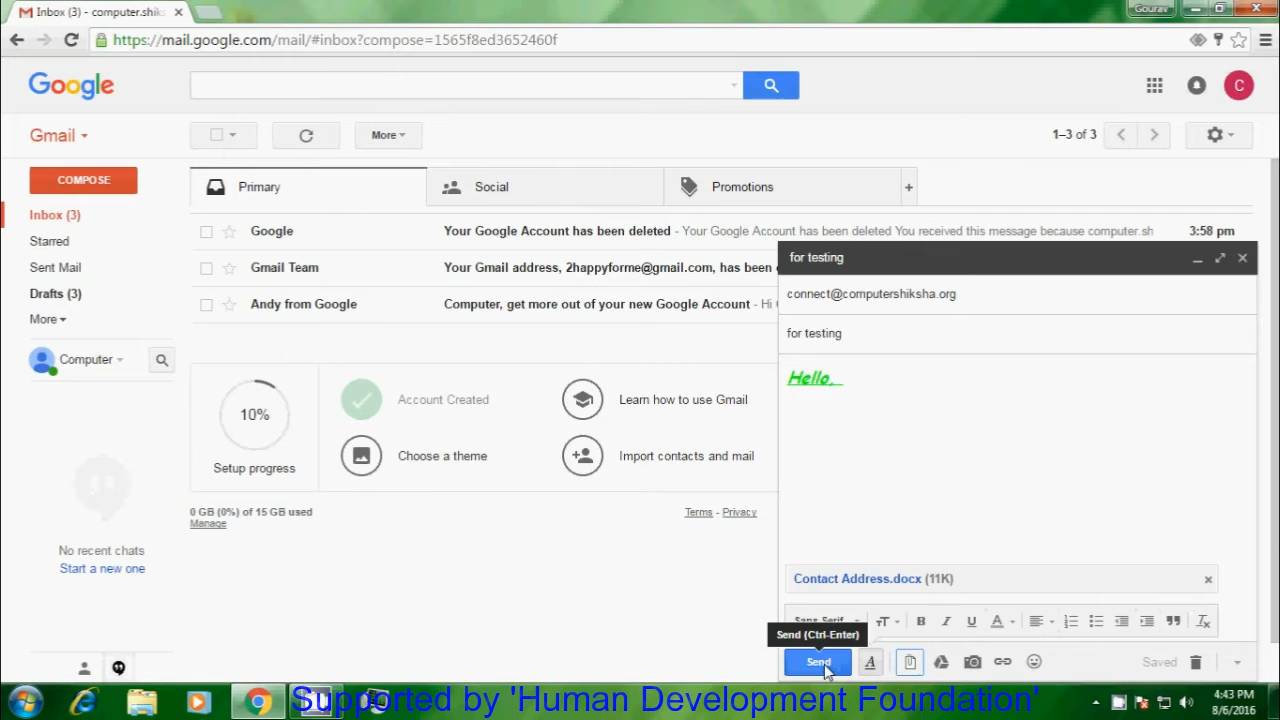 Inbox (3) - computer.shiks
Gourav
https://mail.google.com/mail/#inbox?compose=1565f8ed3652460f
Google
C
Gmail
More
1–3 of 3
COMPOSE
Primary
Social
Promotions
+
Inbox (3)
Starred
Sent Mail
Drafts (3)
More
Computer
Google
Your Google Account has been deleted - Your Google Account has been deleted You received this message because computer.sh
3:58 pm
Gmail Team
Your Gmail address, 2happyforme@gmail.com, has been
Andy from Google
Computer, get more out of your new Google Account - Hi
10%
Setup progress
Account Created
Learn how to use Gmail
Choose a theme
Import contacts and mail
0 GB (0%) of 15 GB used
Manage
Terms - Privacy
No recent chats
Start a new one
for testing
connect@computershiksha.org
for testing
Hello,
Contact Address.docx (11K)
Sans Serif
Send (Ctrl-Enter)
Send
Saved
Supported by 'Human Development Foundation'
4:43 PM
8/6/2016